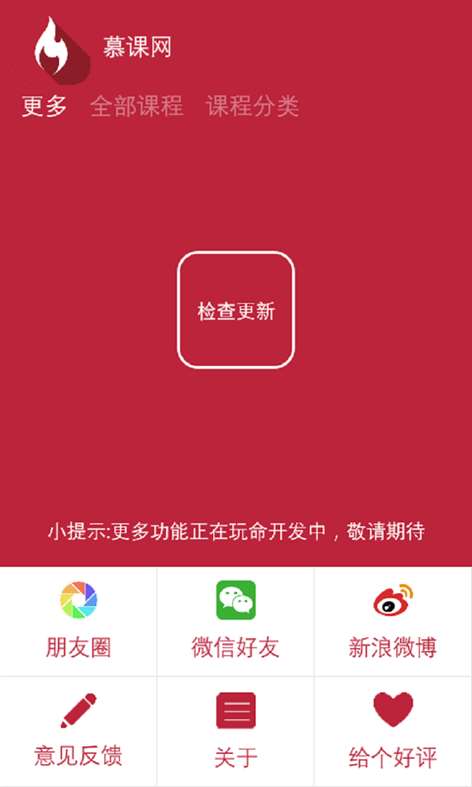 慕课网
更多 全部课程 课程分类
检查更新
小提示:更多功能正在玩命开发中，敬请期待
朋友圈 微信好友 新浪微博
意见反馈 关于 给个好评